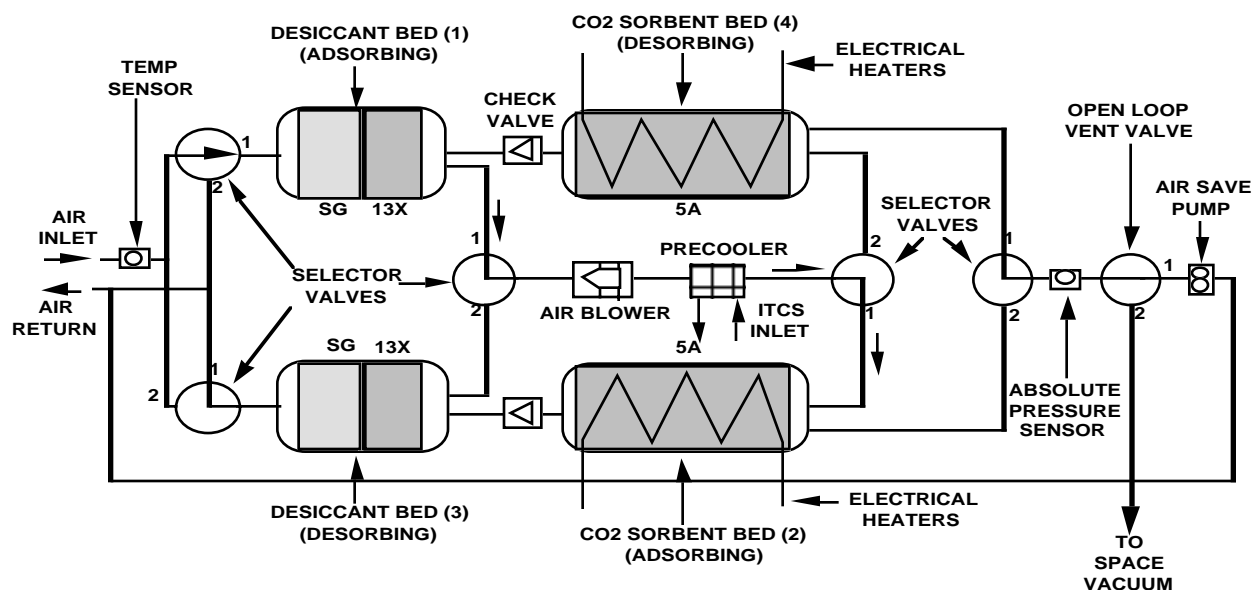 DESICCANT BED (1)
(ADSORBING)
CO2 SORBENT BED (4)
(DESORBING)
ELECTRICAL
HEATERS
TEMP
SENSOR
CHECK
VALVE
OPEN LOOP
VENT VALVE
1
2
SG
13X
5A
AIR
INLET
SELECTOR
VALVES
1
2
AIR BLOWER
PRECOOLER
ITCS
INLET
SELECTOR
VALVES
2
1
1
2
AIR SAVE
PUMP
1
2
AIR
RETURN
2
1
SG
13X
5A
ABSOLUTE
PRESSURE
SENSOR
DESICCANT BED (3)
(DESORBING)
CO2 SORBENT BED (2)
(ADSORBING)
ELECTRICAL
HEATERS
TO
SPACE
VACUUM